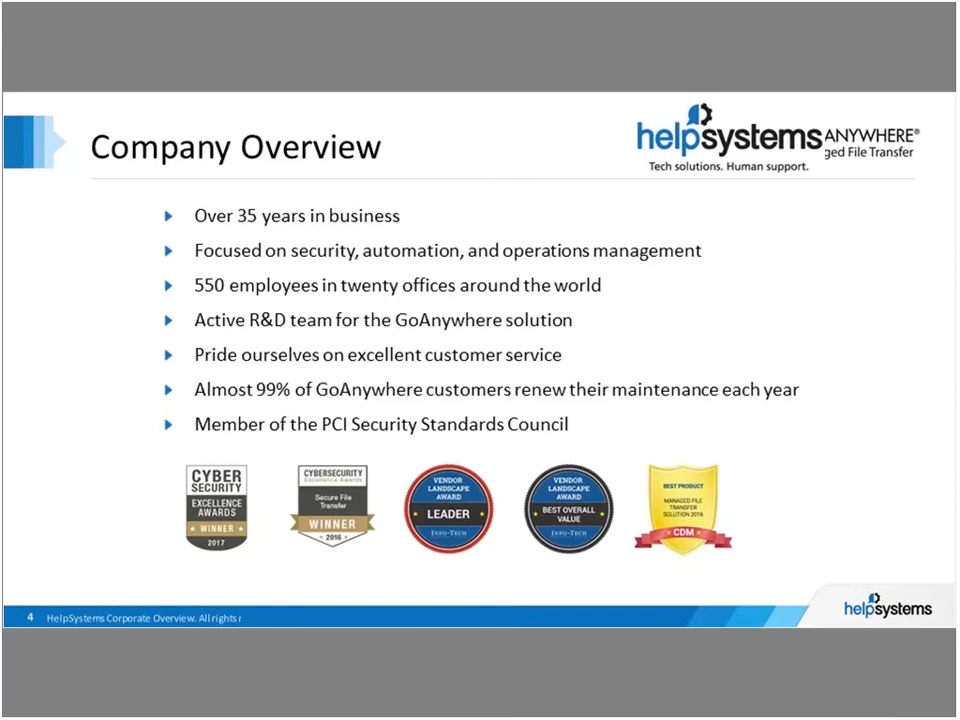 Company Overview
helpsystems
ANYWHERE®
ged File Transfer
Tech solutions. Human support.
Over 35 years in business
Focused on security, automation, and operations management
550 employees in twenty offices around the world
Active R&D team for the GoAnywhere solution
Pride ourselves on excellent customer service
Almost 99% of GoAnywhere customers renew their maintenance each year
Member of the PCI Security Standards Council
CYBER
SECURITY
EXCELLENCE
AWARDS
WINNER
2017
CYBERSECURITY
Excellence Awards
Secure File
Transfer
WINNER
2016
VENDOR
LANDSCAPE
AWARD
LEADER
INFO-TECH
VENDOR
LANDSCAPE
AWARD
BEST OVERALL
VALUE
INFO-TECH
BEST PRODUCT
MANAGED FILE
TRANSFER
SOLUTION 2016
CDM
4 HelpSystems Corporate Overview. All rights r
helpsystems